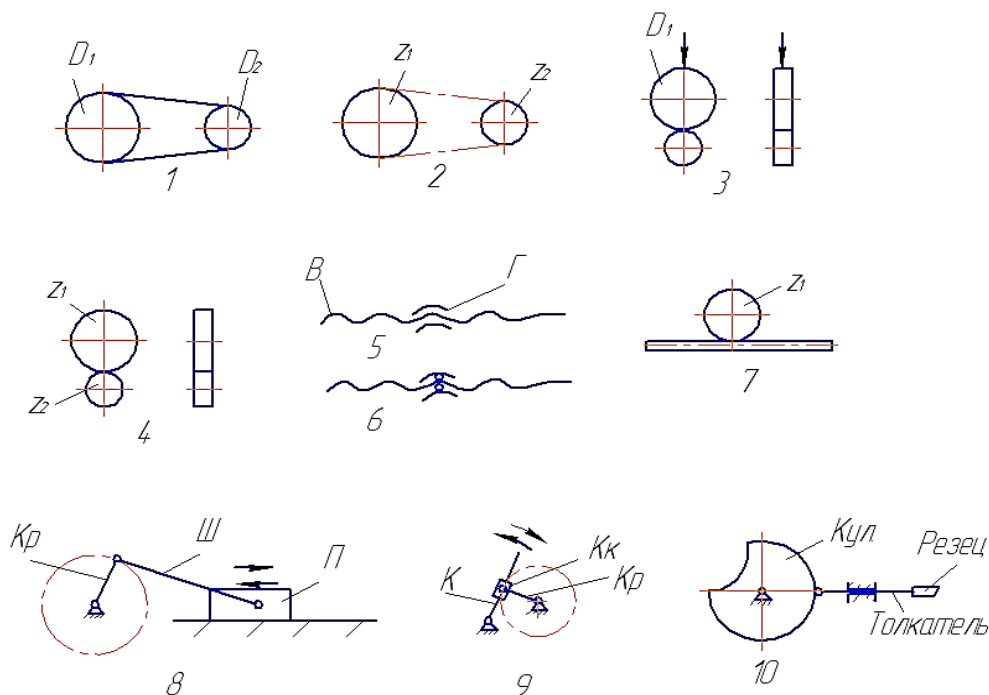 D₁
D₂
1
z₁
z₂
2
D₁
3
z₁
z₂
4
В
Г
5
6
z₁
7
Кр
Ш
П
8
К
Кк
Кр
9
Кул
Резец
Толкатель
10